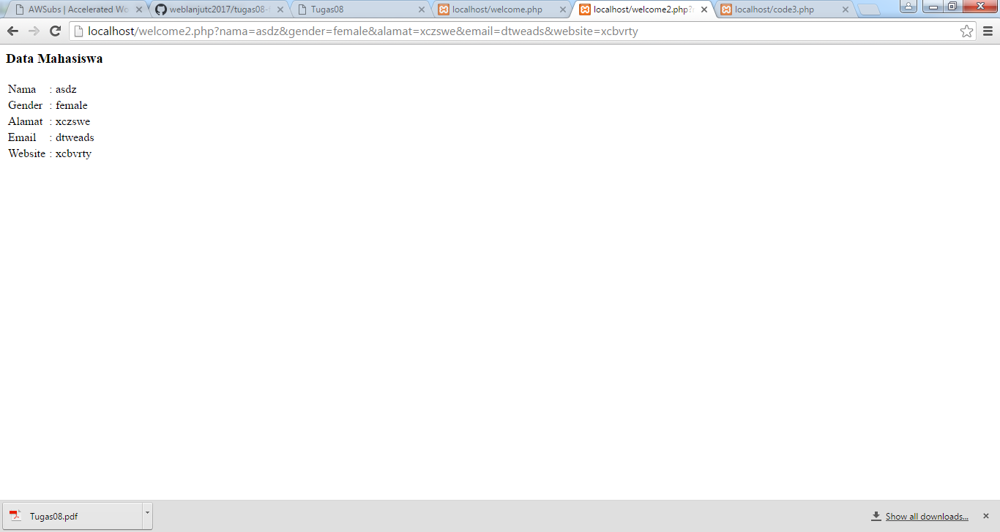 AWSubs | Accelerated Wo
weblanjutc2017/tugas08-
Tugas08
localhost/welcome.php
localhost/welcome2.php?
localhost/code3.php
localhost/welcome2.php?nama=asdz&gender=female&alamat=xczswe&email=dtweads&website=xcbvrty
Data Mahasiswa
Nama : asdz
Gender : female
Alamat : xczswe
Email : dtweads
Website : xcbvrty
Tugas08.pdf
Show all downloads...